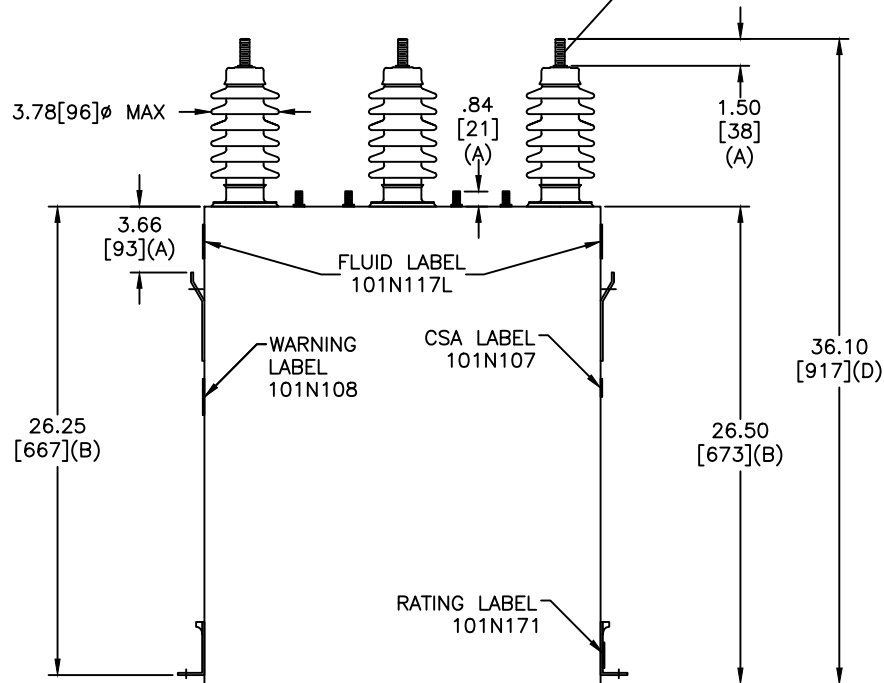 3.78[96]ø MAX
.84
[21]
(A)
1.50
[38]
(A)
3.66
[93](A)
FLUID LABEL
101N117L
WARNING
LABEL
101N108
CSA LABEL
101N107
36.10
[917](D)
26.25
[667](B)
26.50
[673](B)
RATING LABEL
101N171